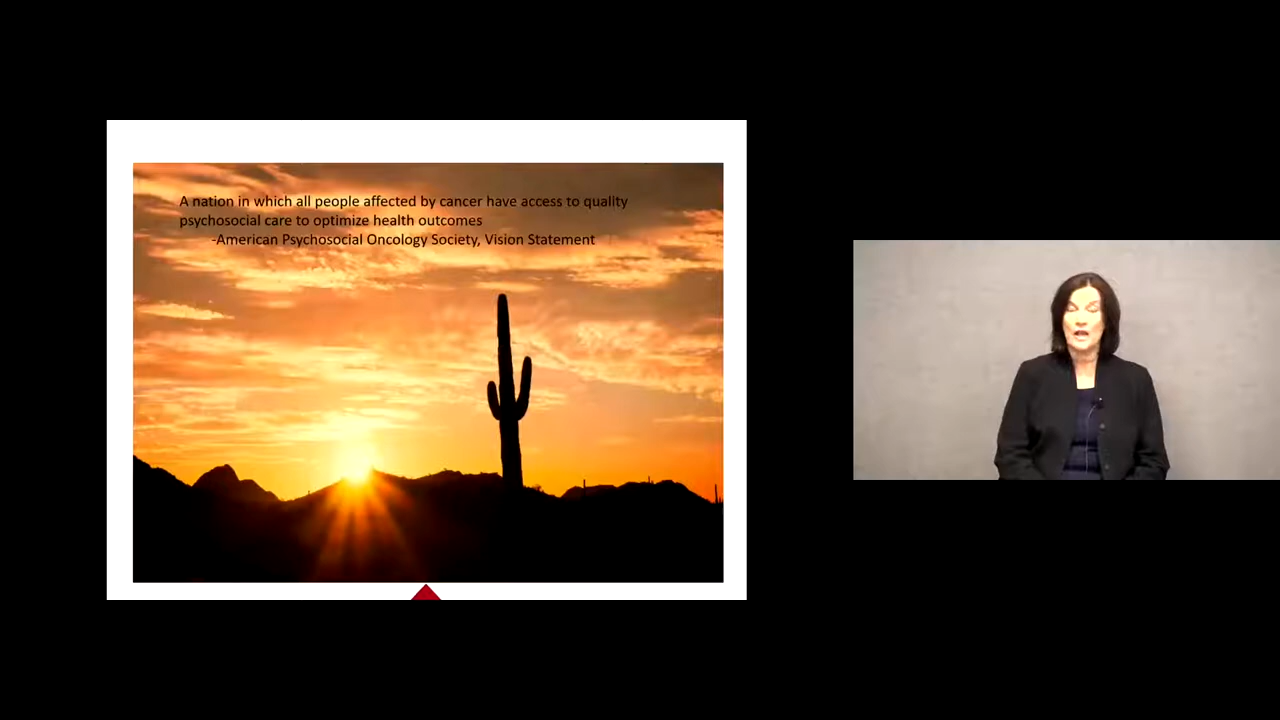 A nation in which all people affected by cancer have access to quality
psychosocial care to optimize health outcomes
-American Psychosocial Oncology Society, Vision Statement